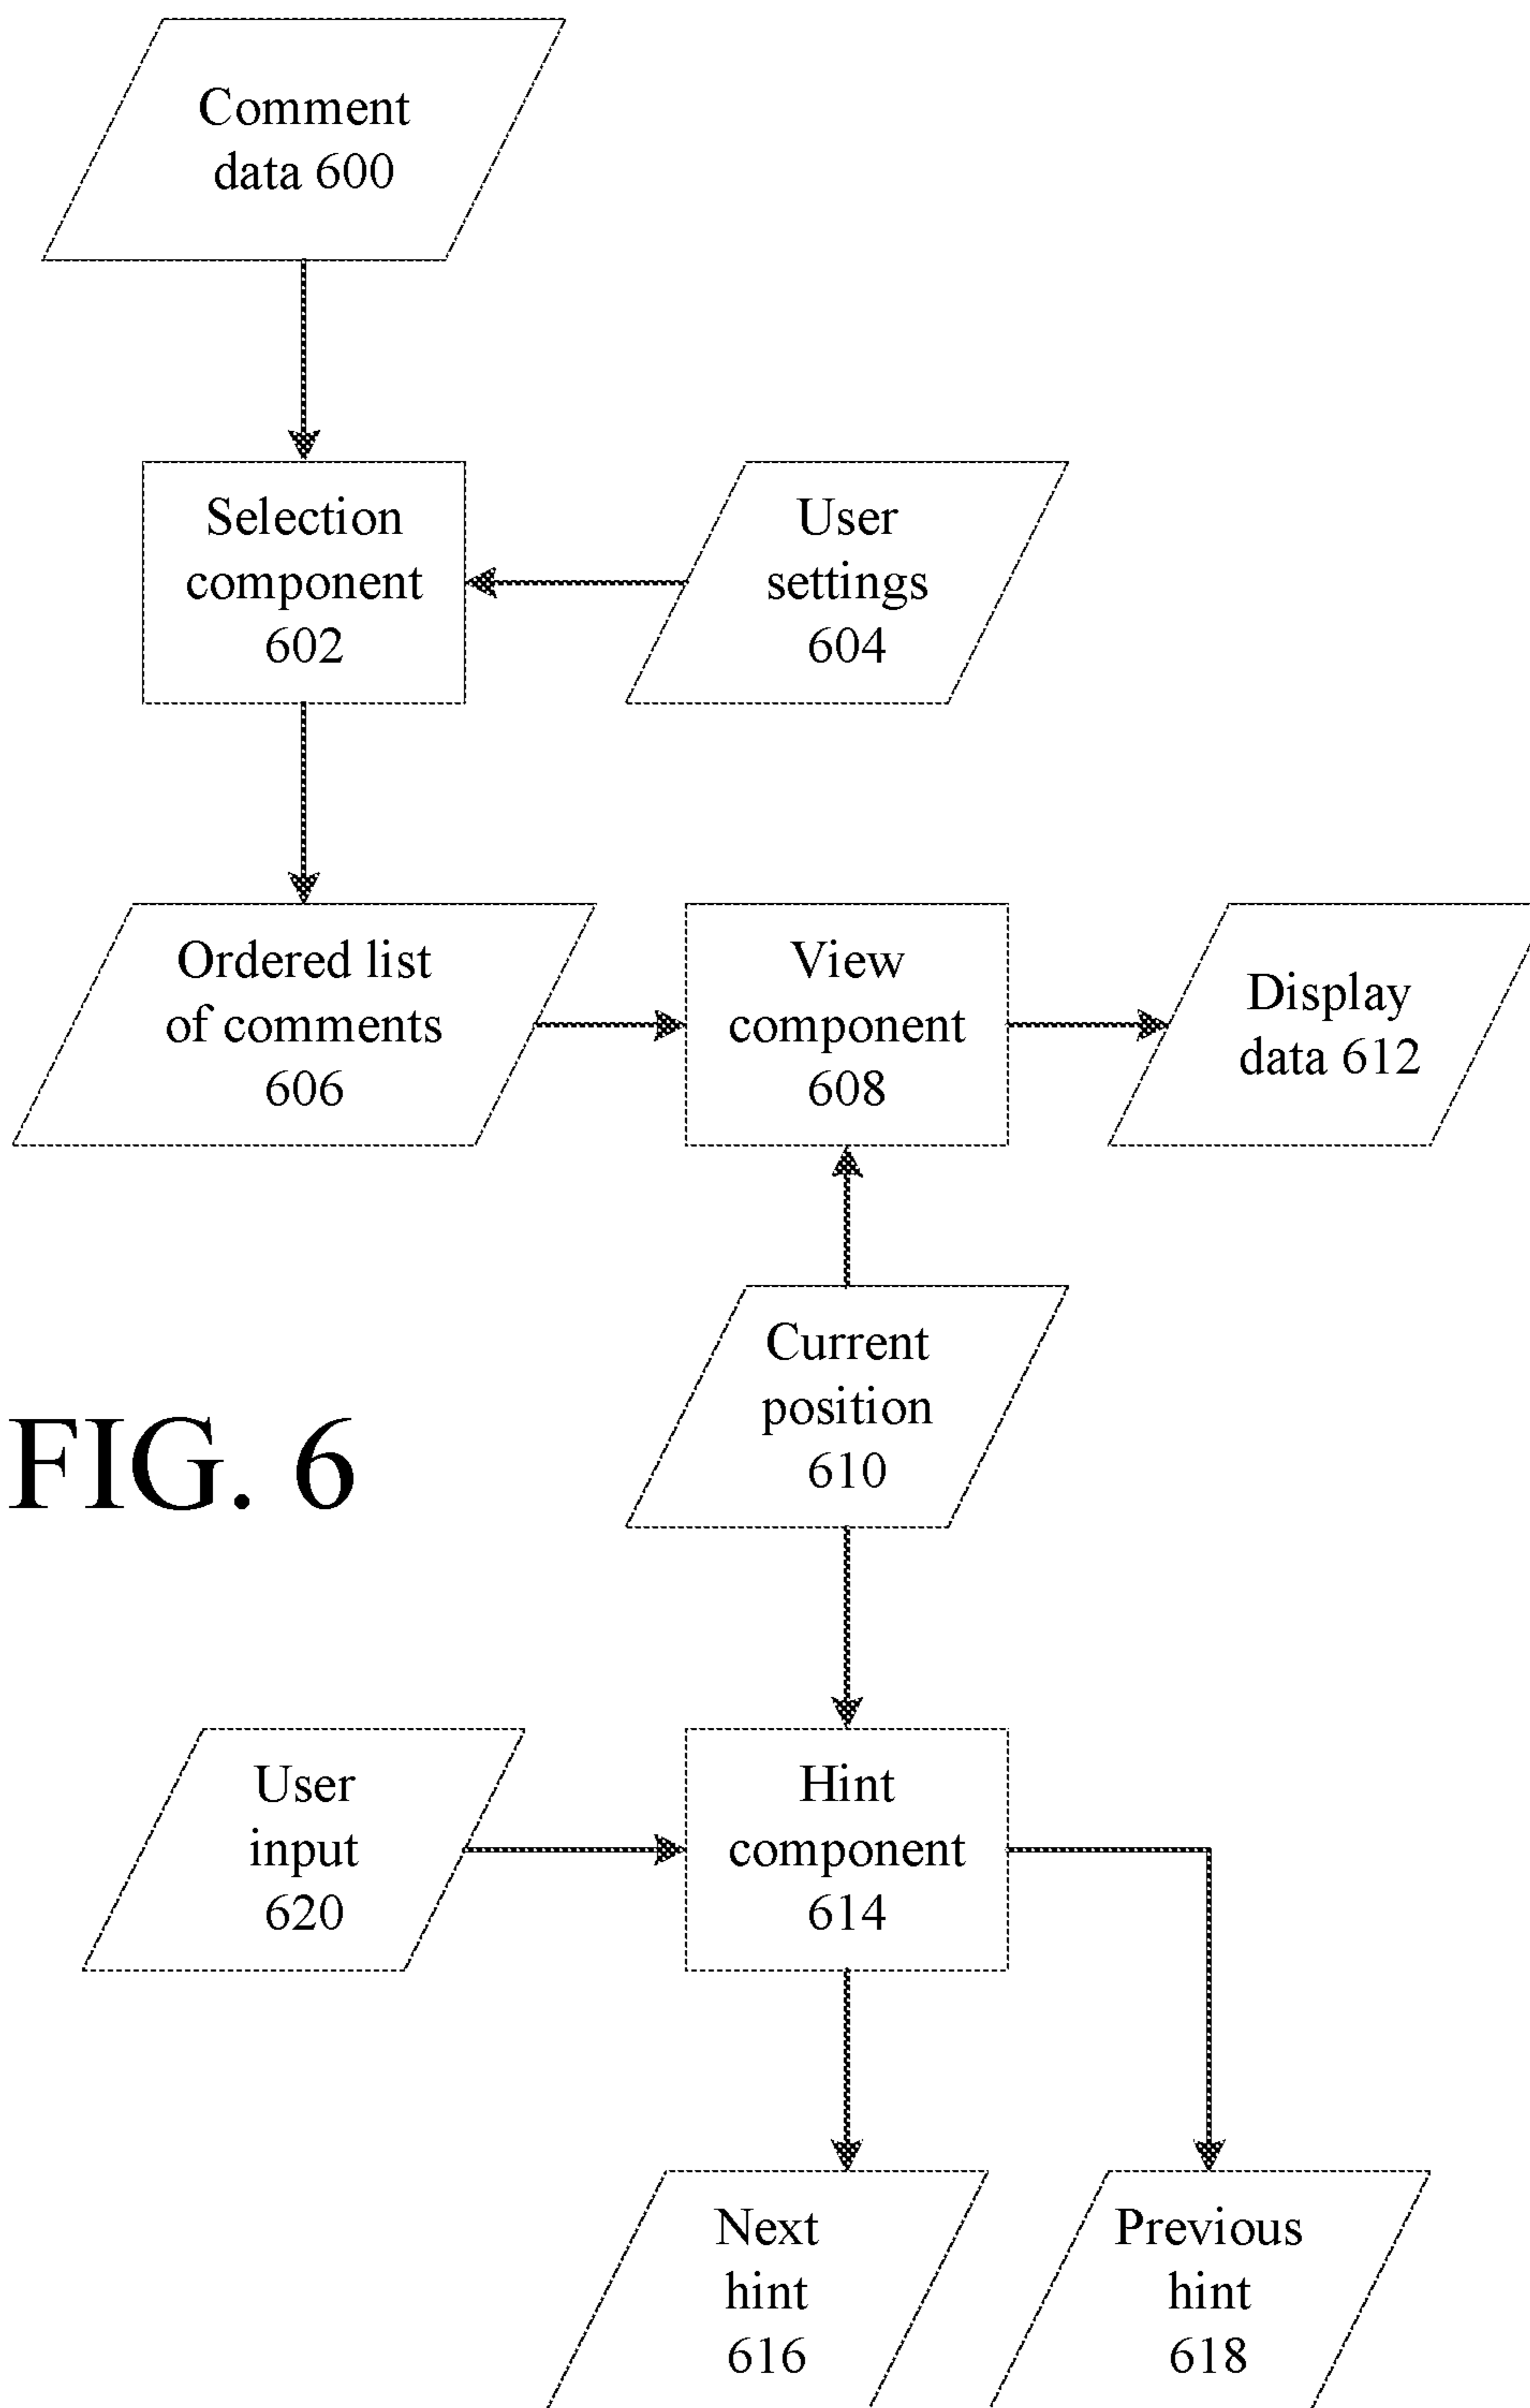 Comment
data 600
Selection
component
602
User
settings
604
Ordered list
of comments
606
View
component
608
Display
data 612
Current
position
610
FIG. 6
User
input
620
Hint
component
614
Next
hint
616
Previous
hint
618